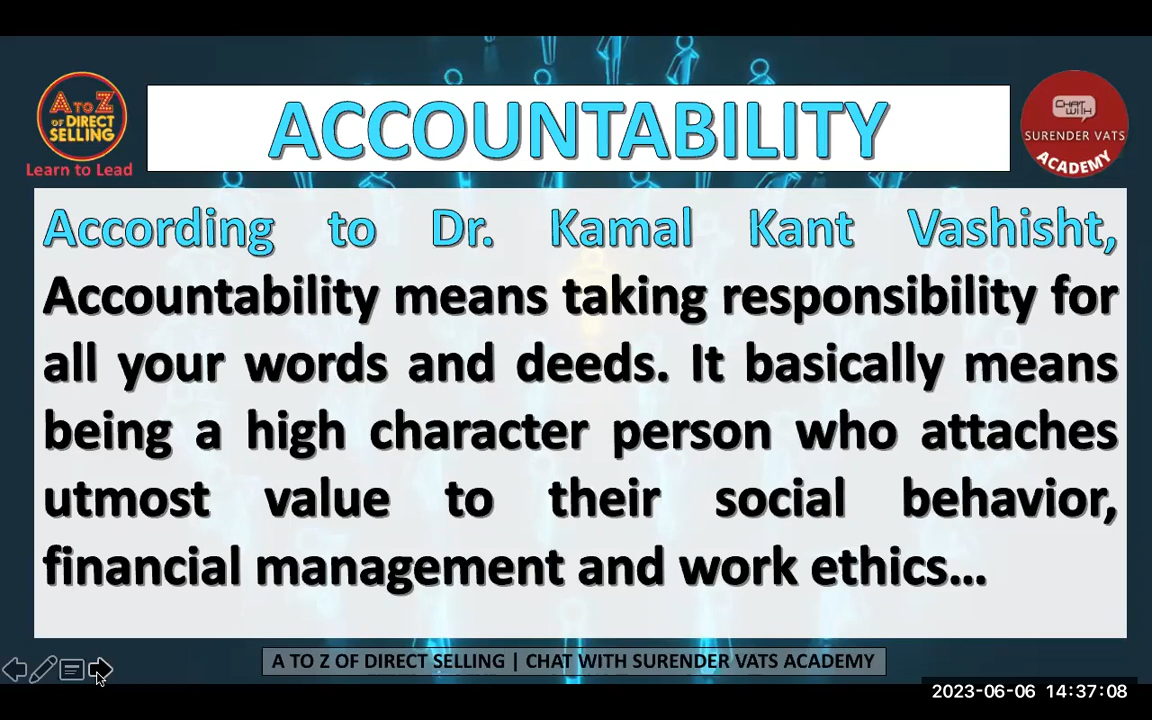 A TO Z
OF DIRECT
SELLING
Learn to Lead
ACCOUNTABILITY
CHAT
WITH
SURENDER VATS
ACADEMY
According to Dr. Kamal Kant Vashisht,
Accountability means taking responsibility for
all your words and deeds. It basically means
being a high character person who attaches
utmost value to their social behavior,
financial management and work ethics...
A TO Z OF DIRECT SELLING | CHAT WITH SURENDER VATS ACADEMY
2023-06-06 14:37:08